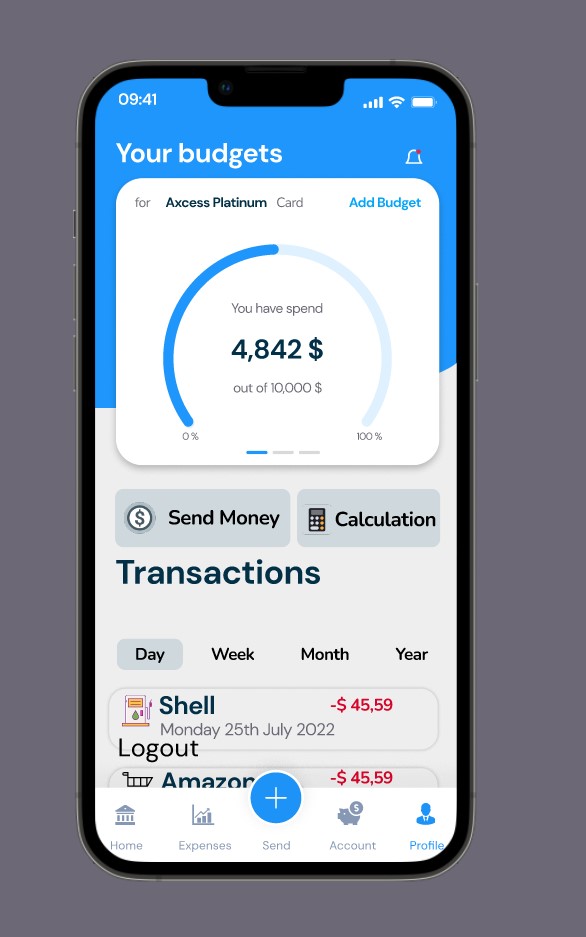 09:41
Your budgets
for Axcess Platinum Card Add Budget
You have spend
4,842 $
out of 10,000 $
0 % 100 %
$ Send Money Calculation
Transactions
Day Week Month Year
Shell -$ 45,59
Monday 25th July 2022
Logout
Amazon -$ 45,59
$
Home Expenses Send Account Profile